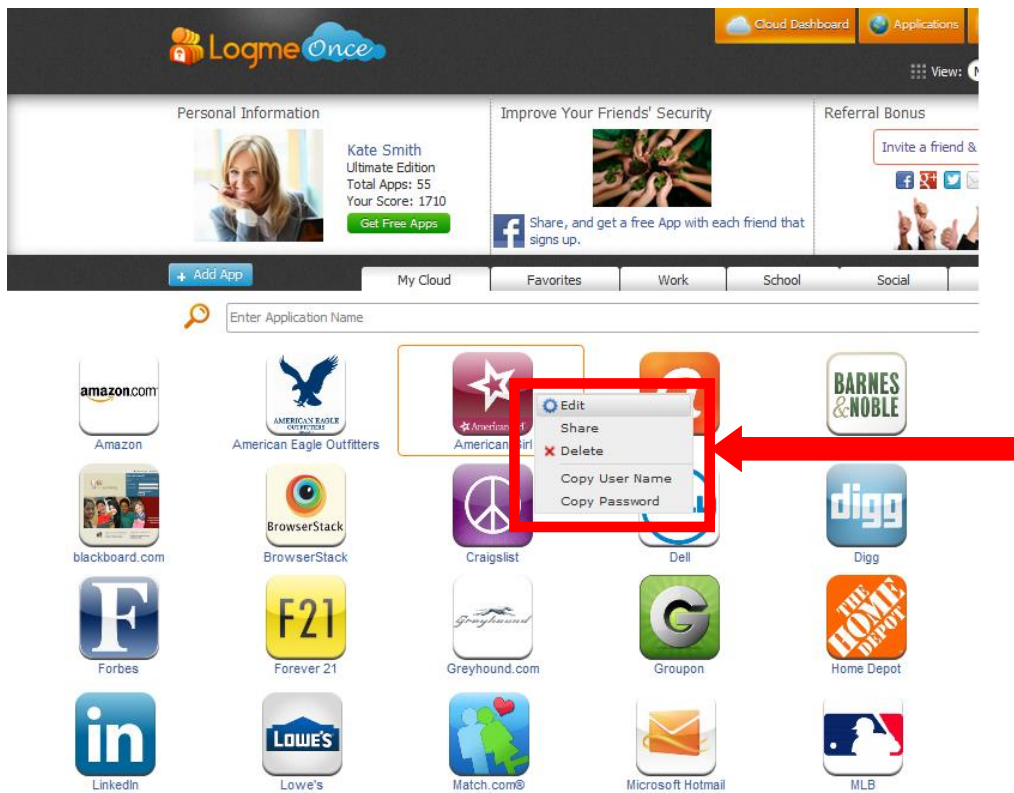 Logme Once
Cloud Dashboard
Applications
View:
Personal Information
Improve Your Friends' Security
Referral Bonus
Kate Smith
Ultimate Edition
Total Apps: 55
Your Score: 1710
Get Free Apps
Share, and get a free App with each friend that
signs up.
Invite a friend &
+ Add App
My Cloud
Favorites
Work
School
Social
Enter Application Name
amazon.com
AMERICAN EAGLE
OUTFITTERS
American
BARNES
&NOBLE
Amazon
American Eagle Outfitters
American Girl
Edit
Share
Delete
Copy User Name
Copy Password
BrowserStack
digg
blackboard.com
BrowserStack
Craigslist
Dell
Digg
F
F21
Greyhound
G
THE
HOME
DEPOT
Forbes
Forever 21
Greyhound.com
Groupon
Home Depot
in
LOWE'S
LinkedIn
Lowe's
Match.com®
Microsoft Hotmail
MLB